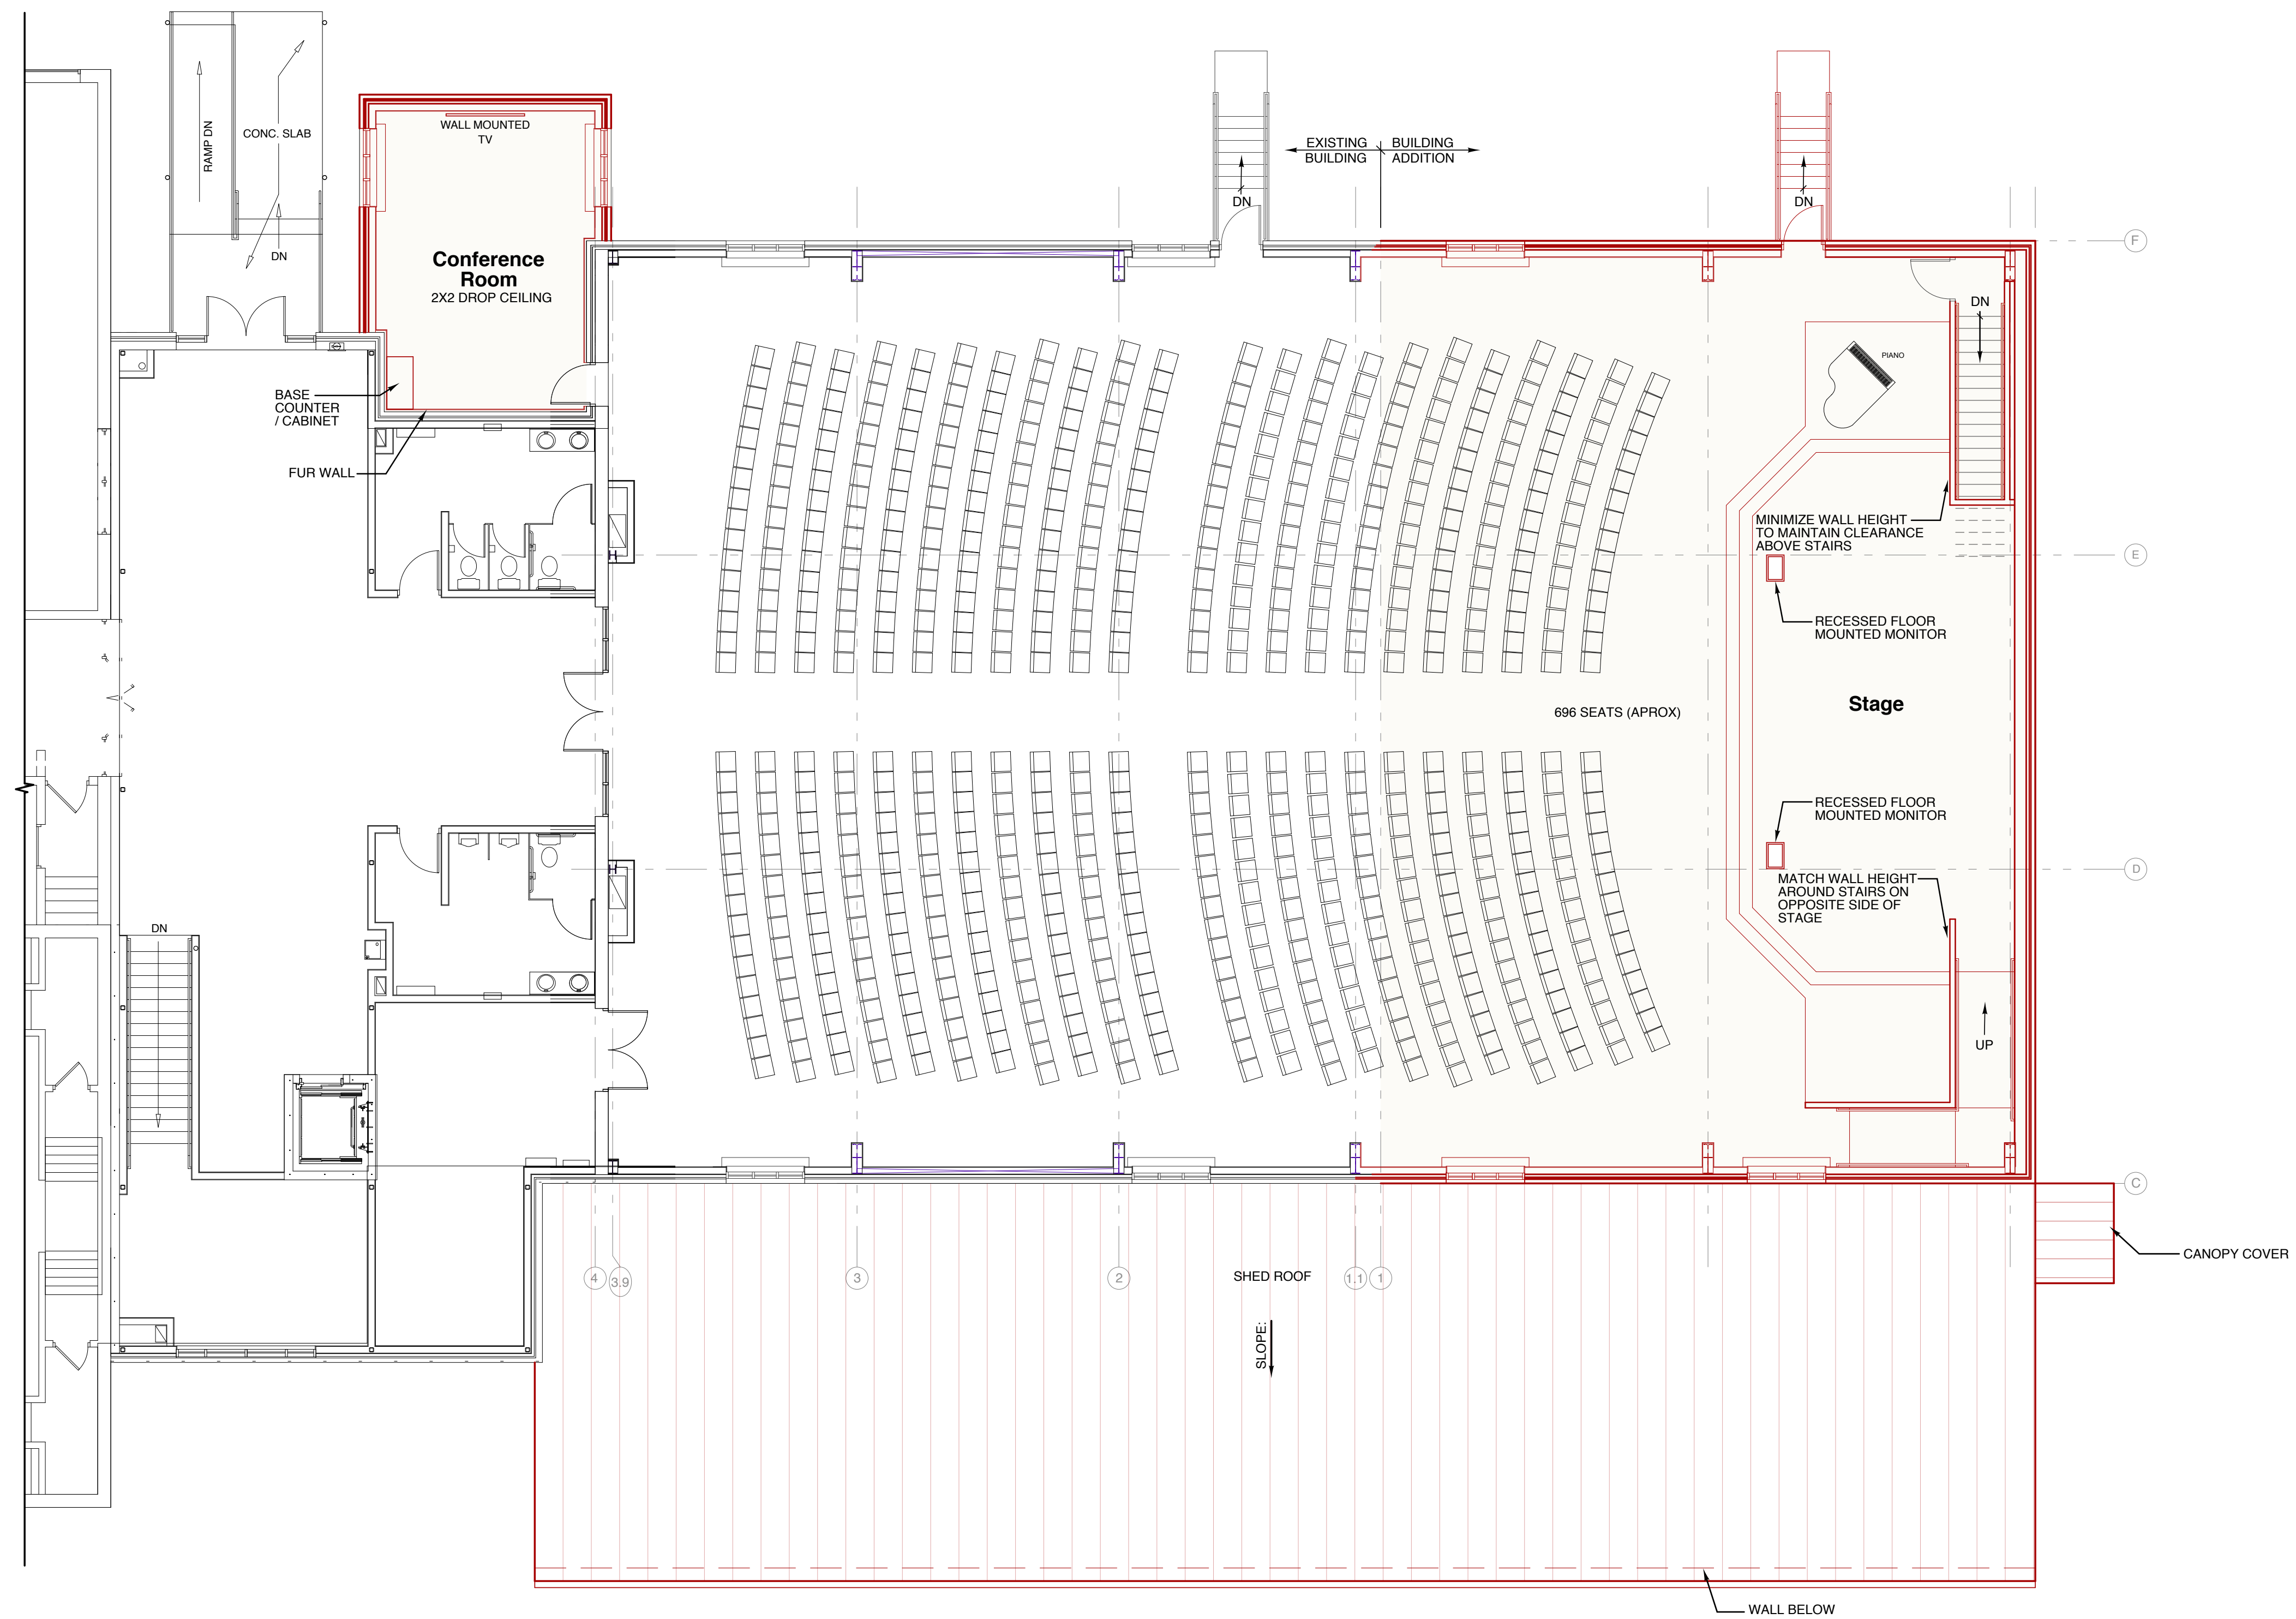 RAMP DN
CONC. SLAB
DN
WALL MOUNTED
TV
Conference
Room
2X2 DROP CEILING
BASE
COUNTER
/ CABINET
FUR WALL
EXISTING
BUILDING
BUILDING
ADDITION
DN
DN
F
DN
PIANO
MINIMIZE WALL HEIGHT
TO MAINTAIN CLEARANCE
ABOVE STAIRS
E
RECESSED FLOOR
MOUNTED MONITOR
696 SEATS (APROX)
Stage
RECESSED FLOOR
MOUNTED MONITOR
D
MATCH WALL HEIGHT
AROUND STAIRS ON
OPPOSITE SIDE OF
STAGE
DN
UP
C
CANOPY COVER
4
3.9
3
2
SHED ROOF
1.1
1
SLOPE:
WALL BELOW